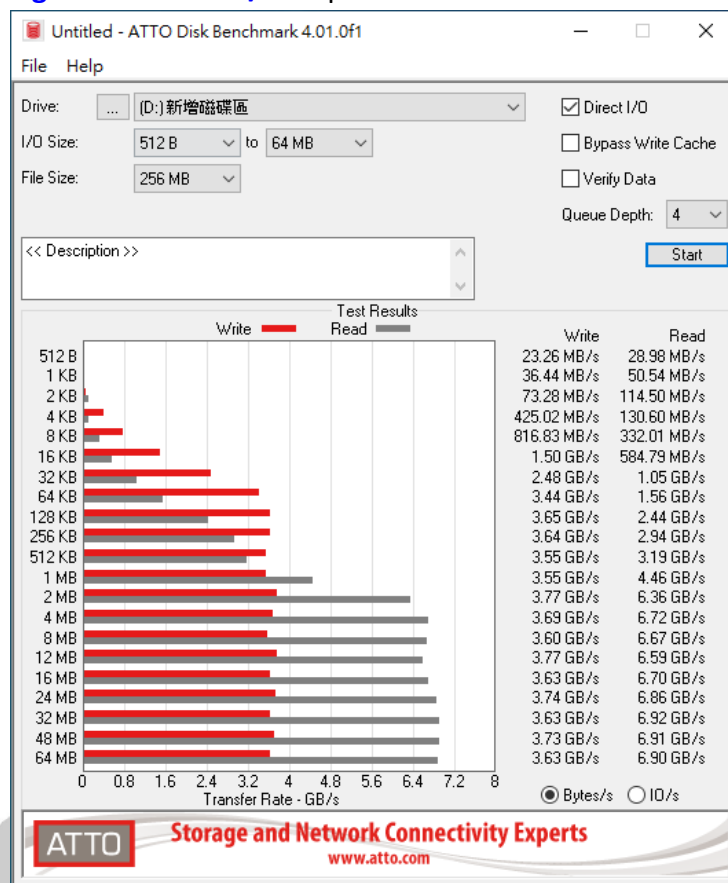 Untitled - ATTO Disk Benchmark 4.01.0f1
File Help
Drive: ... (D:)新增磁碟區 Direct I/O
I/O Size: 512 B to 64 MB Bypass Write Cache
File Size: 256 MB Verify Data
Queue Depth: 4
<< Description >> Start
Test Results
Write Read Write Read
512 B 23.26 MB/s 28.98 MB/s
1 KB 36.44 MB/s 50.54 MB/s
2 KB 73.28 MB/s 114.50 MB/s
4 KB 425.02 MB/s 130.60 MB/s
8 KB 816.83 MB/s 332.01 MB/s
16 KB 1.50 GB/s 584.79 MB/s
32 KB 2.48 GB/s 1.05 GB/s
64 KB 3.44 GB/s 1.56 GB/s
128 KB 3.65 GB/s 2.44 GB/s
256 KB 3.64 GB/s 2.94 GB/s
512 KB 3.55 GB/s 3.19 GB/s
1 MB 3.55 GB/s 4.46 GB/s
2 MB 3.77 GB/s 6.36 GB/s
4 MB 3.69 GB/s 6.72 GB/s
8 MB 3.60 GB/s 6.67 GB/s
12 MB 3.77 GB/s 6.59 GB/s
16 MB 3.63 GB/s 6.70 GB/s
24 MB 3.74 GB/s 6.86 GB/s
32 MB 3.63 GB/s 6.92 GB/s
48 MB 3.73 GB/s 6.91 GB/s
64 MB 3.63 GB/s 6.90 GB/s
0 0.8 1.6 2.4 3.2 4 4.8 5.6 6.4 7.2 8
Transfer Rate - GB/s Bytes/s IO/s
ATTO Storage and Network Connectivity Experts
www.atto.com